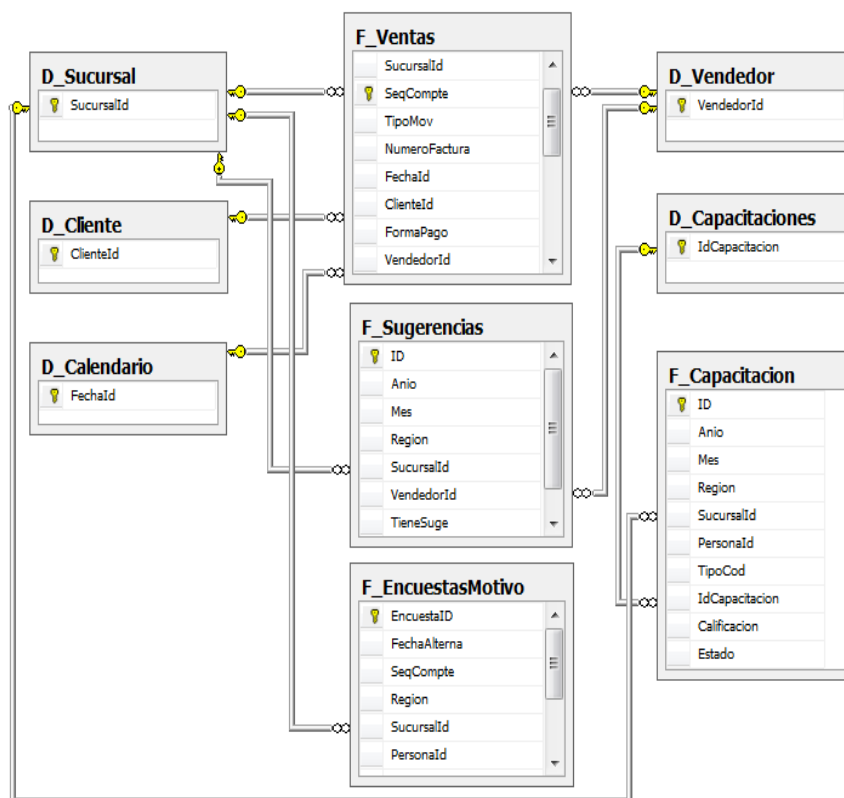 D_Sucursal
SucursalId
D_Cliente
ClienteId
D_Calendario
FechaId
F_Ventas
SucursalId
SeqCompte
TipoMov
NumeroFactura
FechaId
ClienteId
FormaPago
VendedorId
F_Sugerencias
ID
Anio
Mes
Region
SucursalId
VendedorId
TieneSuge
F_EncuestasMotivo
EncuestaID
FechaAlterna
SeqCompte
Region
SucursalId
PersonaId
D_Vendedor
VendedorId
D_Capacitaciones
IdCapacitacion
F_Capacitacion
ID
Anio
Mes
Region
SucursalId
PersonaId
TipoCod
IdCapacitacion
Calificacion
Estado